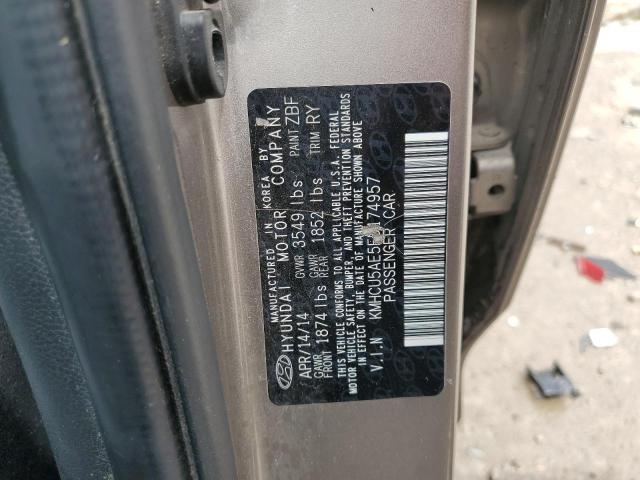 MANUFACTURED IN KOREA BY
HYUNDAI MOTOR COMPANY
APR/14/14 GVWR 3549 lbs PAINT ZBF
GAWR FRONT 1874 lbs GAWR REAR 1852 lbs TRIM RY
THIS VEHICLE CONFORMS TO ALL APPLICABLE U.S.A. FEDERAL
MOTOR VEHICLE SAFETY, BUMPER, AND THEFT PREVENTION STANDARDS
IN EFFECT ON THE DATE OF MANUFACTURE SHOWN ABOVE
V.I.N KMHCU5AE5E 74957
PASSENGER CAR